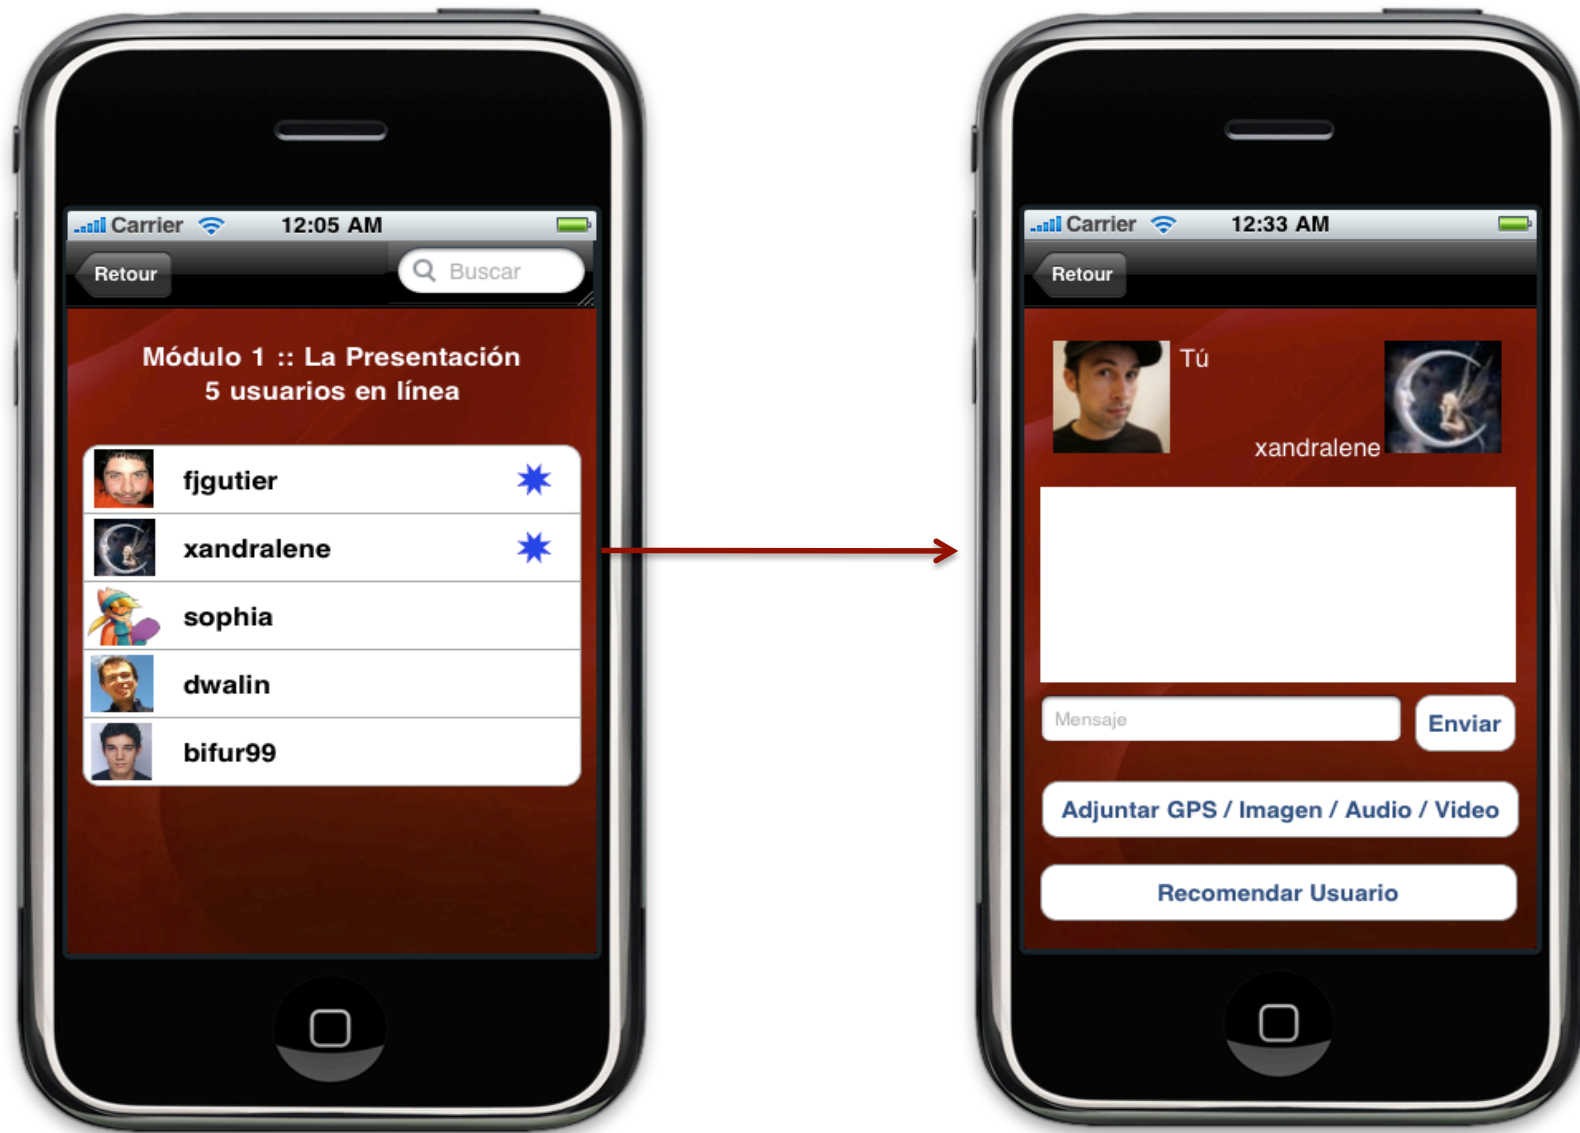 Carrier 12:05 AM
Retour Buscar
Módulo 1 :: La Presentación
5 usuarios en línea
fjgutier
xandralene
sophia
dwalin
bifur99
Carrier 12:33 AM
Retour
Tú
xandralene
Mensaje Enviar
Adjuntar GPS / Imagen / Audio / Video
Recomendar Usuario